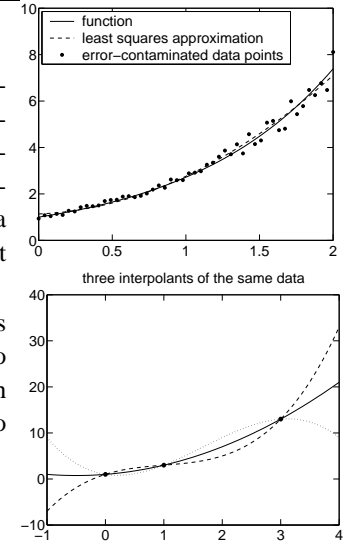 10
function
least squares approximation
error−contaminated data points
8
6
4
2
0
0 0.5 1 1.5 2
a
t
three interpolants of the same data
40
30
20
10
0
−10
−1 0 1 2 3 4
s
o
n
o